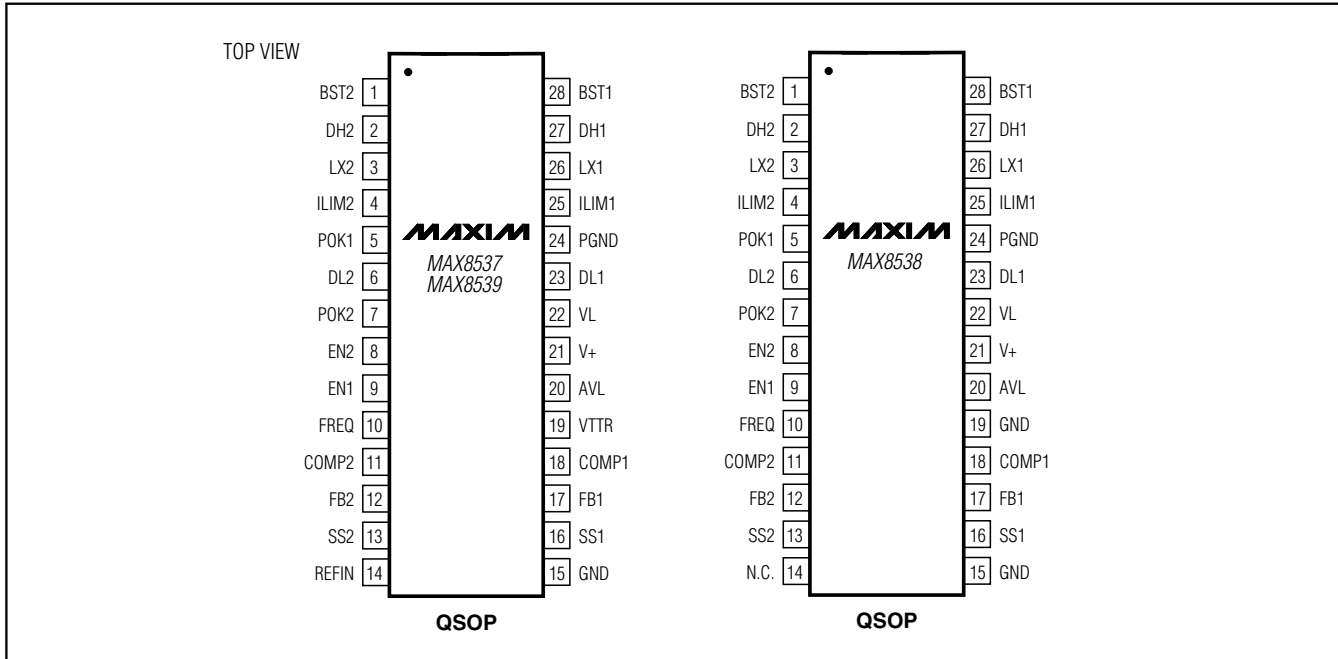 TOP VIEW
BST2 1 28 BST1 BST2 1 28 BST1
DH2 2 27 DH1 DH2 2 27 DH1
LX2 3 26 LX1 LX2 3 26 LX1
ILIM2 4 25 ILIM1 ILIM2 4 25 ILIM1
POK1 5 MAXIM 24 PGND POK1 5 MAXIM 24 PGND
MAX8537 MAX8538
DL2 6 MAX8539 23 DL1 DL2 6 23 DL1
POK2 7 22 VL POK2 7 22 VL
EN2 8 21 V+ EN2 8 21 V+
EN1 9 20 AVL EN1 9 20 AVL
FREQ 10 19 VTTR FREQ 10 19 GND
COMP2 11 18 COMP1 COMP2 11 18 COMP1
FB2 12 17 FB1 FB2 12 17 FB1
SS2 13 16 SS1 SS2 13 16 SS1
REFIN 14 15 GND N.C. 14 15 GND
QSOP QSOP